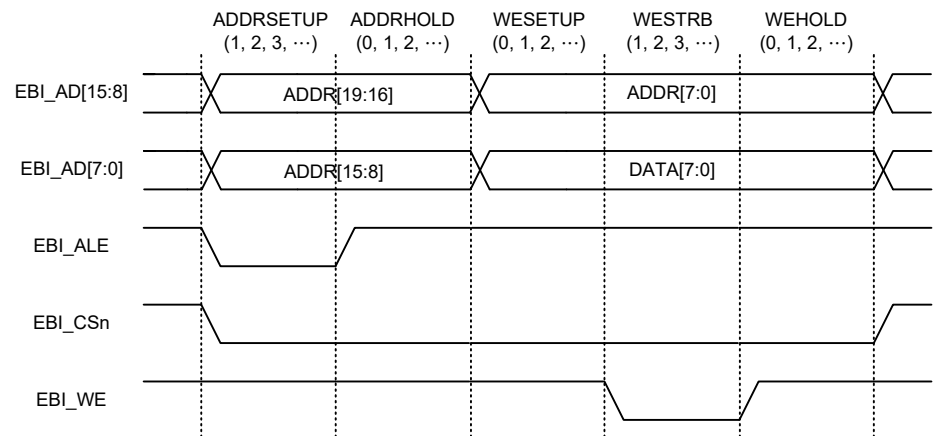 ADDRSETUP ADDRHOLD WESETUP WESTRB WEHOLD
(1, 2, 3, ⋯) (0, 1, 2, ⋯) (0, 1, 2, ⋯) (1, 2, 3, ⋯) (0, 1, 2, ⋯)
EBI_AD[15:8] ADDR[19:16] ADDR[7:0]
EBI_AD[7:0] ADDR[15:8] DATA[7:0]
EBI_ALE
EBI_CSn
EBI_WE